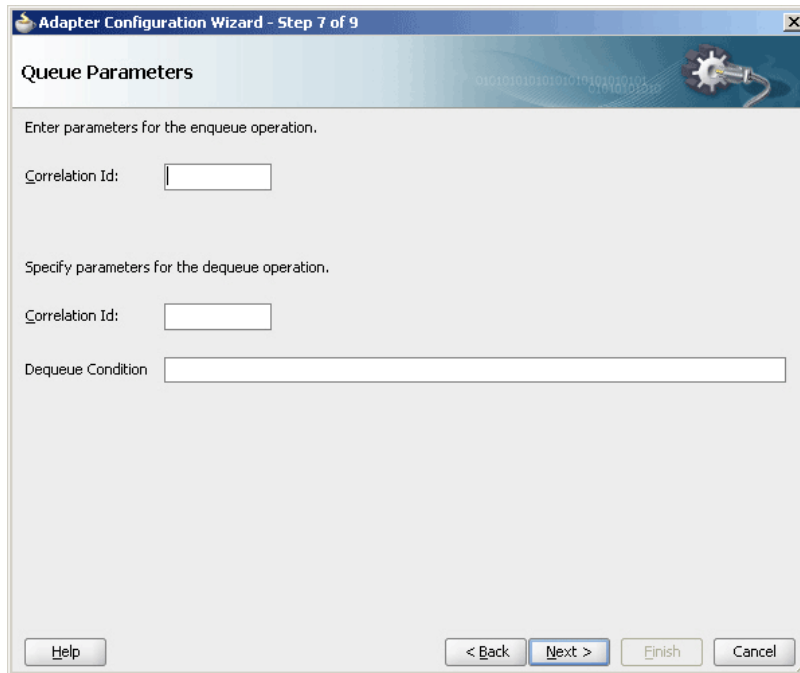 Adapter Configuration Wizard - Step 7 of 9
Queue Parameters
Enter parameters for the enqueue operation.
Correlation Id:
Specify parameters for the dequeue operation.
Correlation Id:
Dequeue Condition
Help
< Back
Next >
Finish
Cancel